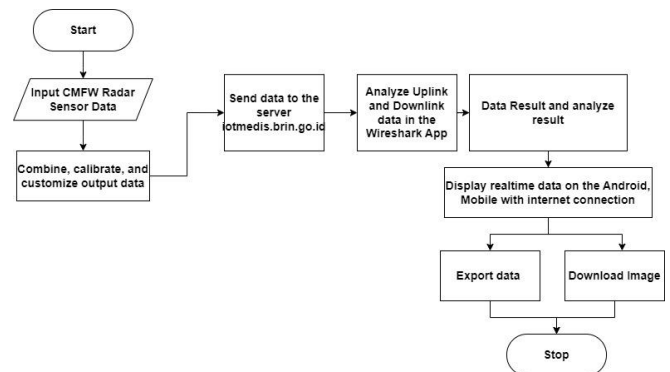 Start
Input CMFW Radar
Sensor Data
Combine, calibrate, and
customize output data
Send data to the
server
iotmedis.brin.go.id
Analyze Uplink
and Downlink
data in the
Wireshark App
Data Result and analyze
result
Display realtime data on the Android,
Mobile with internet connection
Export data
Download Image
Stop